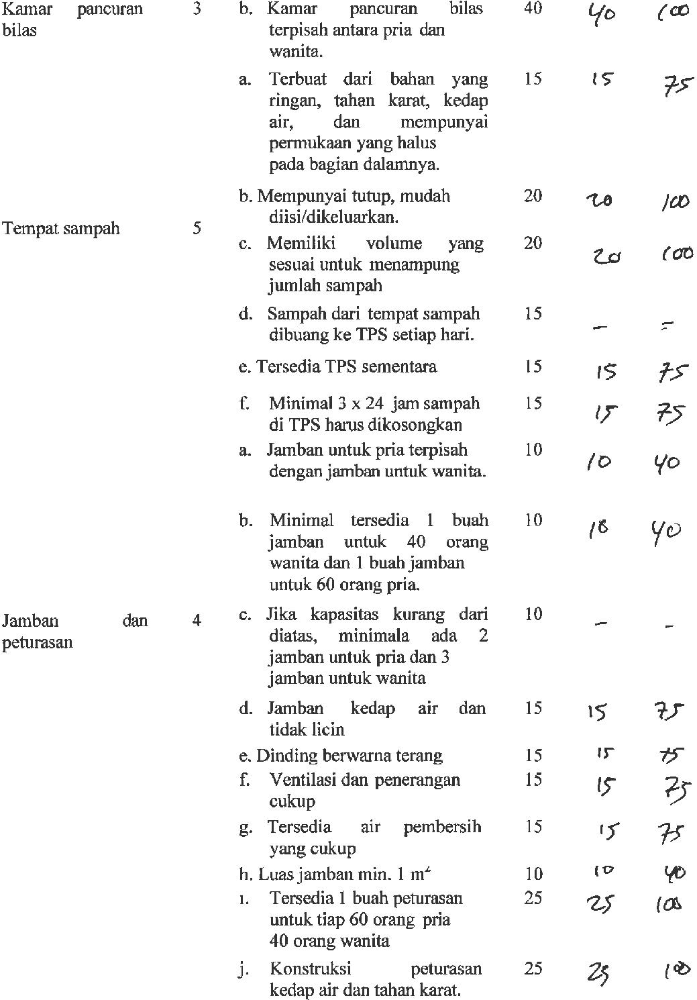 Kamar pancuran 3 b. Kamar pancuran bilas 40 40 100
bilas terpisah antara pria dan
wanita.
a. Terbuat dari bahan yang 15 15 75
ringan, tahan karat, kedap
air, dan mempunyai
permukaan yang halus
pada bagian dalamnya.
b. Mempunyai tutup, mudah 20 20 100
diisi/dikeluarkan.
Tempat sampah 5
c. Memiliki volume yang 20 20 100
sesuai untuk menampung
jumlah sampah
d. Sampah dari tempat sampah 15 - =
dibuang ke TPS setiap hari.
e. Tersedia TPS sementara 15 15 75
f. Minimal 3 x 24 jam sampah 15 15 75
di TPS harus dikosongkan
a. Jamban untuk pria terpisah 10 10 40
dengan jamban untuk wanita.
b. Minimal tersedia 1 buah 10 10 40
jamban untuk 40 orang
wanita dan 1 buah jamban
untuk 60 orang pria.
Jamban dan 4 c. Jika kapasitas kurang dari 10 - -
peturasan diatas, minimala ada 2
jamban untuk pria dan 3
jamban untuk wanita
d. Jamban kedap air dan 15 15 75
tidak licin
e. Dinding berwarna terang 15 15 75
f. Ventilasi dan penerangan 15 15 75
cukup
g. Tersedia air pembersih 15 15 75
yang cukup
h. Luas jamban min. 1 m² 10 10 40
i. Tersedia 1 buah peturasan 25 25 100
untuk tiap 60 orang pria
40 orang wanita
j. Konstruksi peturasan 25 25 100
kedap air dan tahan karat.